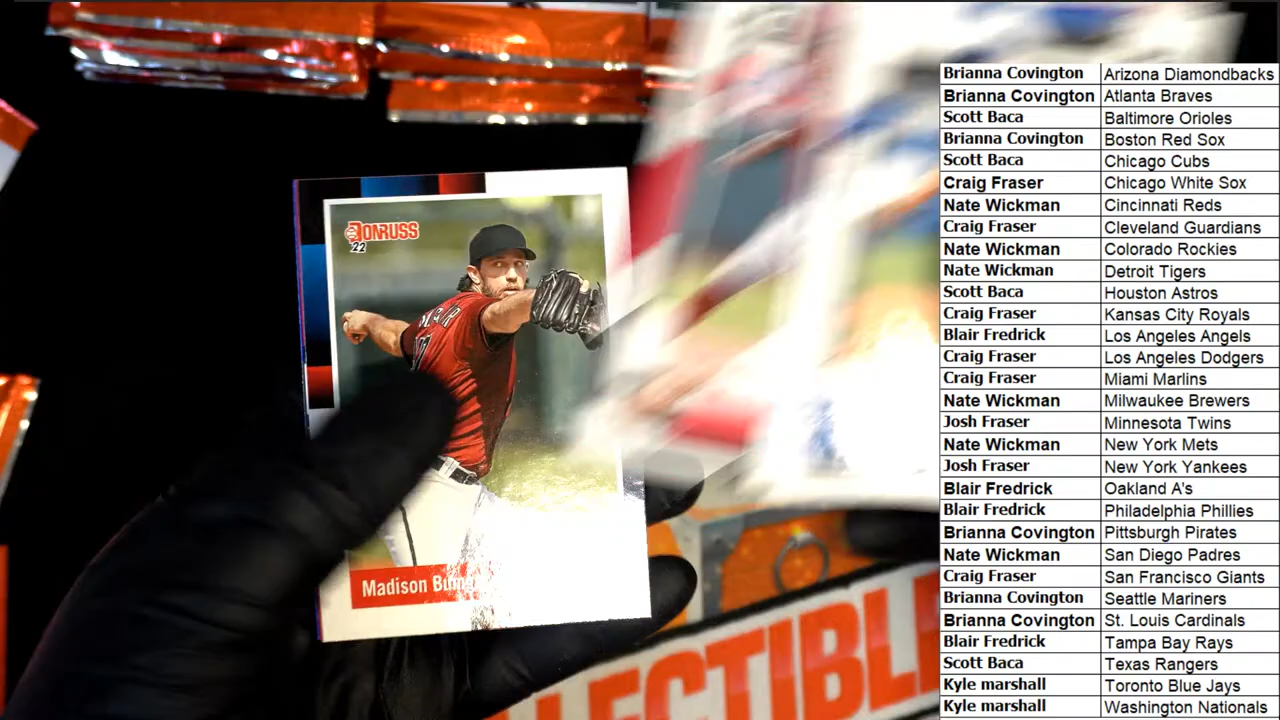 DONRUSS
22
Madison
LECTIBLE
Brianna Covington Arizona Diamondbacks
Brianna Covington Atlanta Braves
Scott Baca Baltimore Orioles
Brianna Covington Boston Red Sox
Scott Baca Chicago Cubs
Craig Fraser Chicago White Sox
Nate Wickman Cincinnati Reds
Craig Fraser Cleveland Guardians
Nate Wickman Colorado Rockies
Nate Wickman Detroit Tigers
Scott Baca Houston Astros
Craig Fraser Kansas City Royals
Blair Fredrick Los Angeles Angels
Craig Fraser Los Angeles Dodgers
Craig Fraser Miami Marlins
Nate Wickman Milwaukee Brewers
Josh Fraser Minnesota Twins
Nate Wickman New York Mets
Josh Fraser New York Yankees
Blair Fredrick Oakland A's
Blair Fredrick Philadelphia Phillies
Brianna Covington Pittsburgh Pirates
Nate Wickman San Diego Padres
Craig Fraser San Francisco Giants
Brianna Covington Seattle Mariners
Brianna Covington St. Louis Cardinals
Blair Fredrick Tampa Bay Rays
Scott Baca Texas Rangers
Kyle marshall Toronto Blue Jays
Kyle marshall Washington Nationals